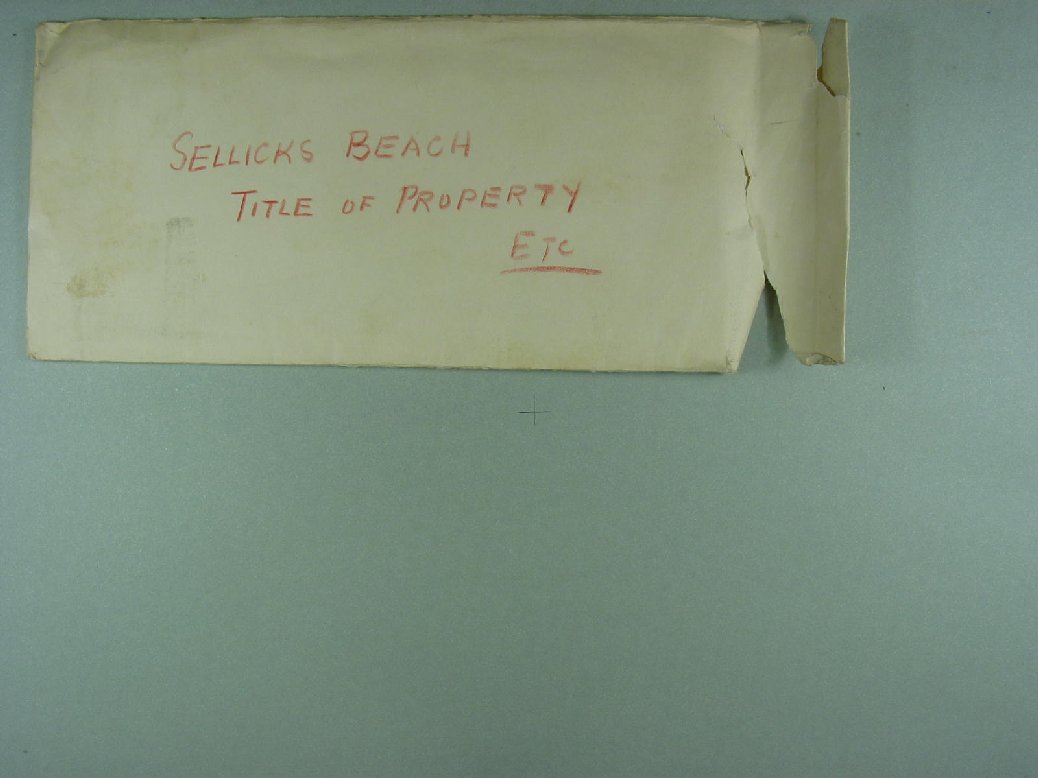 SELLICKS BEACH
TITLE OF PROPERTY
ETC